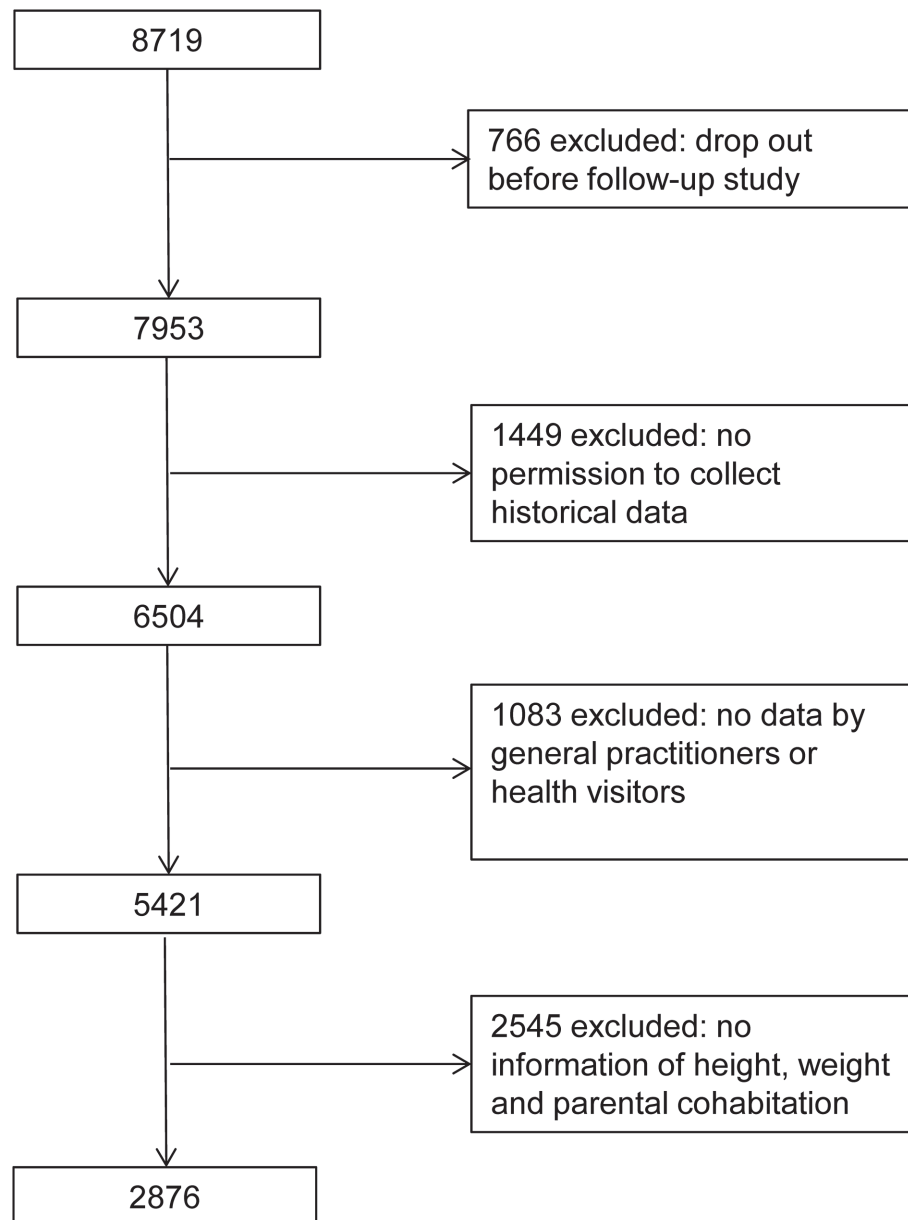 8719
766 excluded: drop out
before follow-up study
7953
1449 excluded: no
permission to collect
historical data
6504
1083 excluded: no data by
general practitioners or
health visitors
5421
2545 excluded: no
information of height, weight
and parental cohabitation
2876